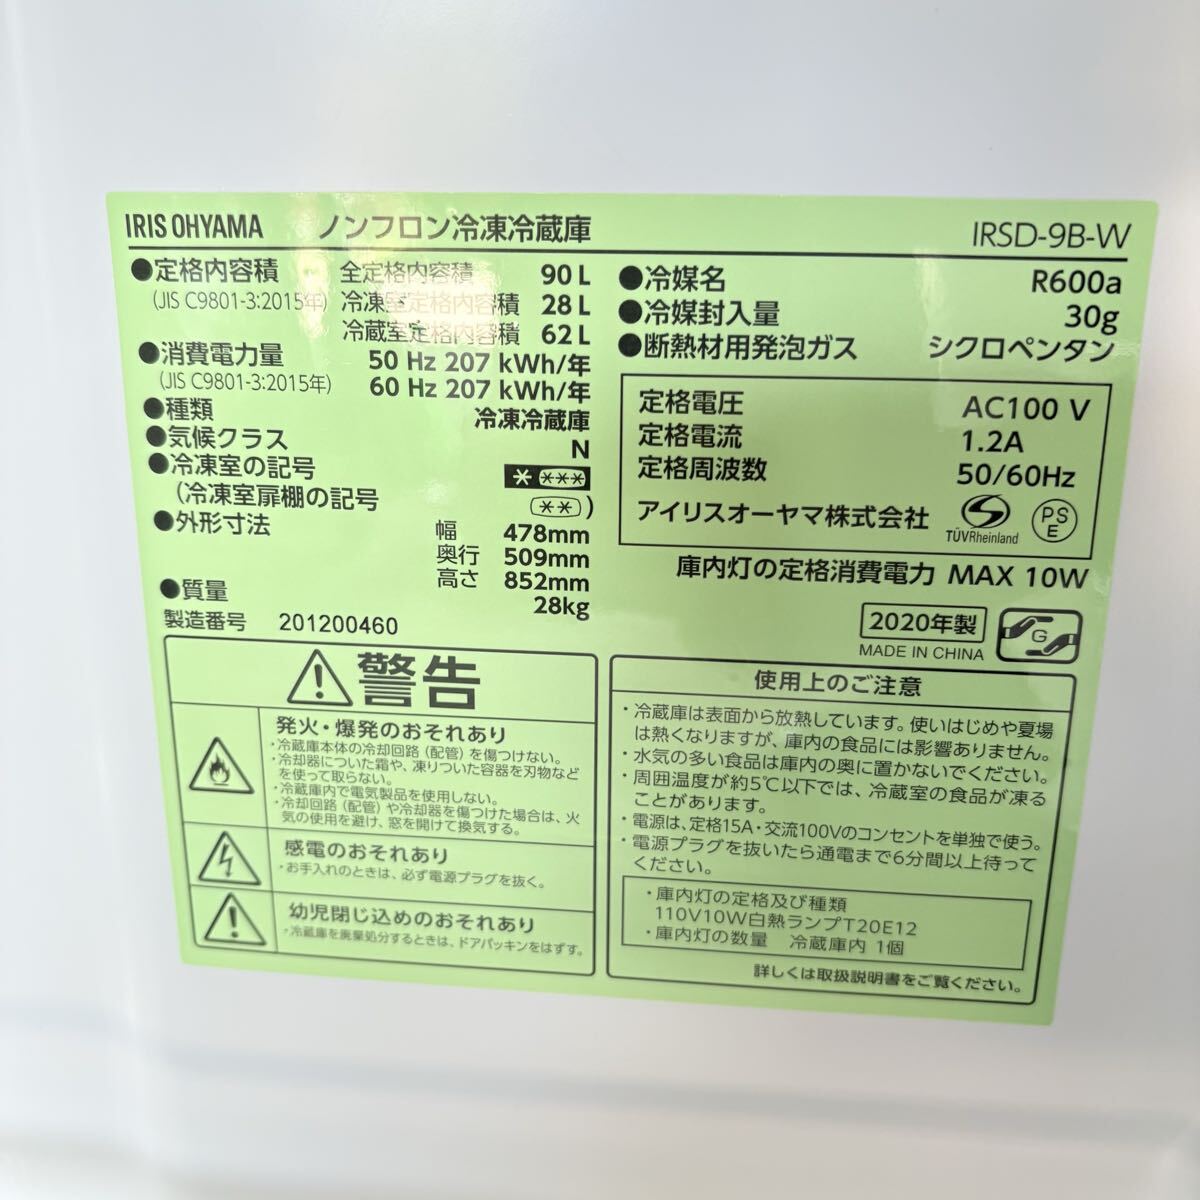 IRIS OHYAMA ノンフロン冷凍冷蔵庫 IRSD-9B-W
●定格内容積 全定格内容積 90 L
(JIS C9801-3:2015年) 冷凍室定格内容積 28 L
冷蔵室定格内容積 62 L
●消費電力量 50 Hz 207 kWh/年
(JIS C9801-3:2015年) 60 Hz 207 kWh/年
●種類 冷凍冷蔵庫
●気候クラス N
●冷凍室の記号 * ***
(冷凍室扉棚の記号 **)
●外形寸法 幅 478mm
奥行 509mm
高さ 852mm
●質量 28kg
製造番号 201200460
●冷媒名 R600a
●冷媒封入量 30g
●断熱材用発泡ガス シクロペンタン
定格電圧 AC100 V
定格電流 1.2A
定格周波数 50/60Hz
アイリスオーヤマ株式会社 TÜVRheinland PSE
庫内灯の定格消費電力 MAX 10W
2020年製
MADE IN CHINA
G
警告
発火・爆発のおそれあり
・冷蔵庫本体の冷却回路(配管)を傷つけない。
・冷却器についた霜や、凍りついた容器を刃物など
を使って取らない。
・冷蔵庫内で電気製品を使用しない。
・冷却回路(配管)や冷却器を傷つけた場合は、火
気の使用を避け、窓を開けて換気する。
感電のおそれあり
・お手入れのときは、必ず電源プラグを抜く。
幼児閉じ込めのおそれあり
・冷蔵庫を廃棄処分するときは、ドアパッキンをはずす。
使用上のご注意
・冷蔵庫は表面から放熱しています。使いはじめや夏場
は熱くなりますが、庫内の食品には影響ありません。
・水気の多い食品は庫内の奥に置かないでください。
・周囲温度が約5℃以下では、冷蔵室の食品が凍る
ことがあります。
・電源は、定格15A・交流100Vのコンセントを単独で使う。
・電源プラグを抜いたら通電まで6分間以上待って
ください。
・庫内灯の定格及び種類
110V10W白熱ランプT20E12
・庫内灯の数量 冷蔵庫内 1個
詳しくは取扱説明書をご覧ください。